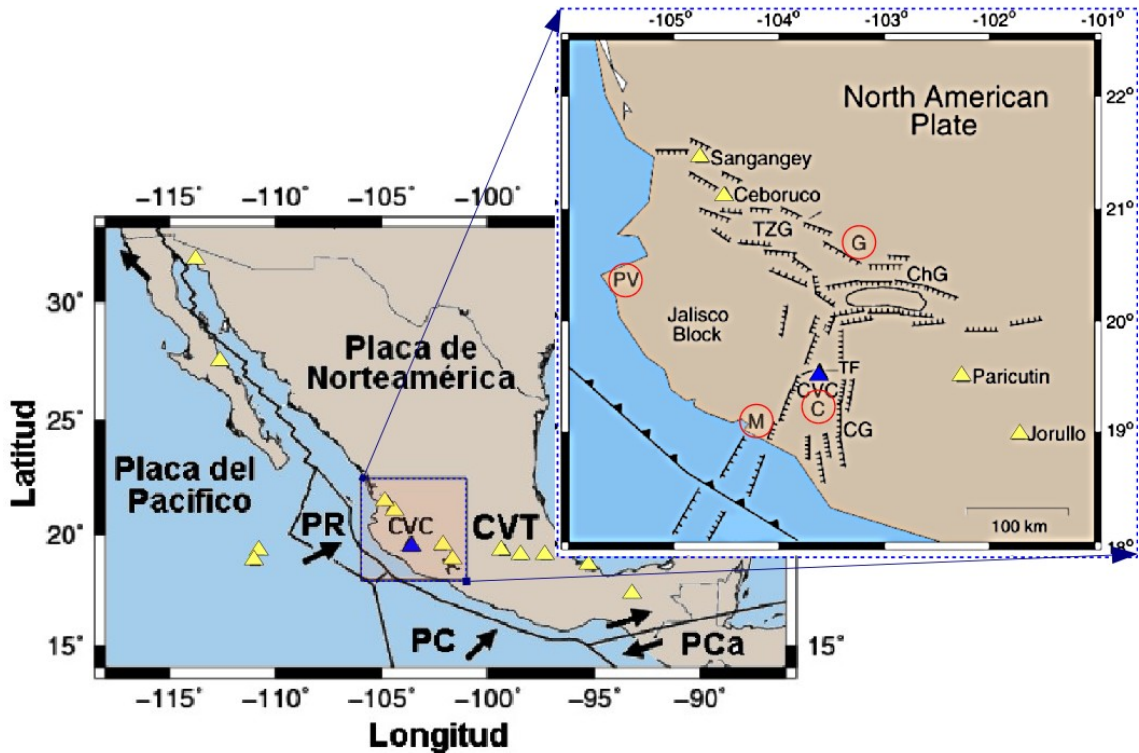 -105° -104° -103° -102° -101°
North American
Plate
22°
Sangangey
Ceboruco
21°
TZG
G
ChG
PV
Jalisco
Block
20°
TF
CVC
Paricutin
C
M
CG
19°
Jorullo
100 km
18°
−115° −110° −105° −100°
30°
Placa de
Norteamérica
25°
Placa del
Pacifico
20°
PR
CVC
CVT
PC
PCa
15°
15°
−115° −110° −105° −100° −95° −90°
Latitud
Longitud